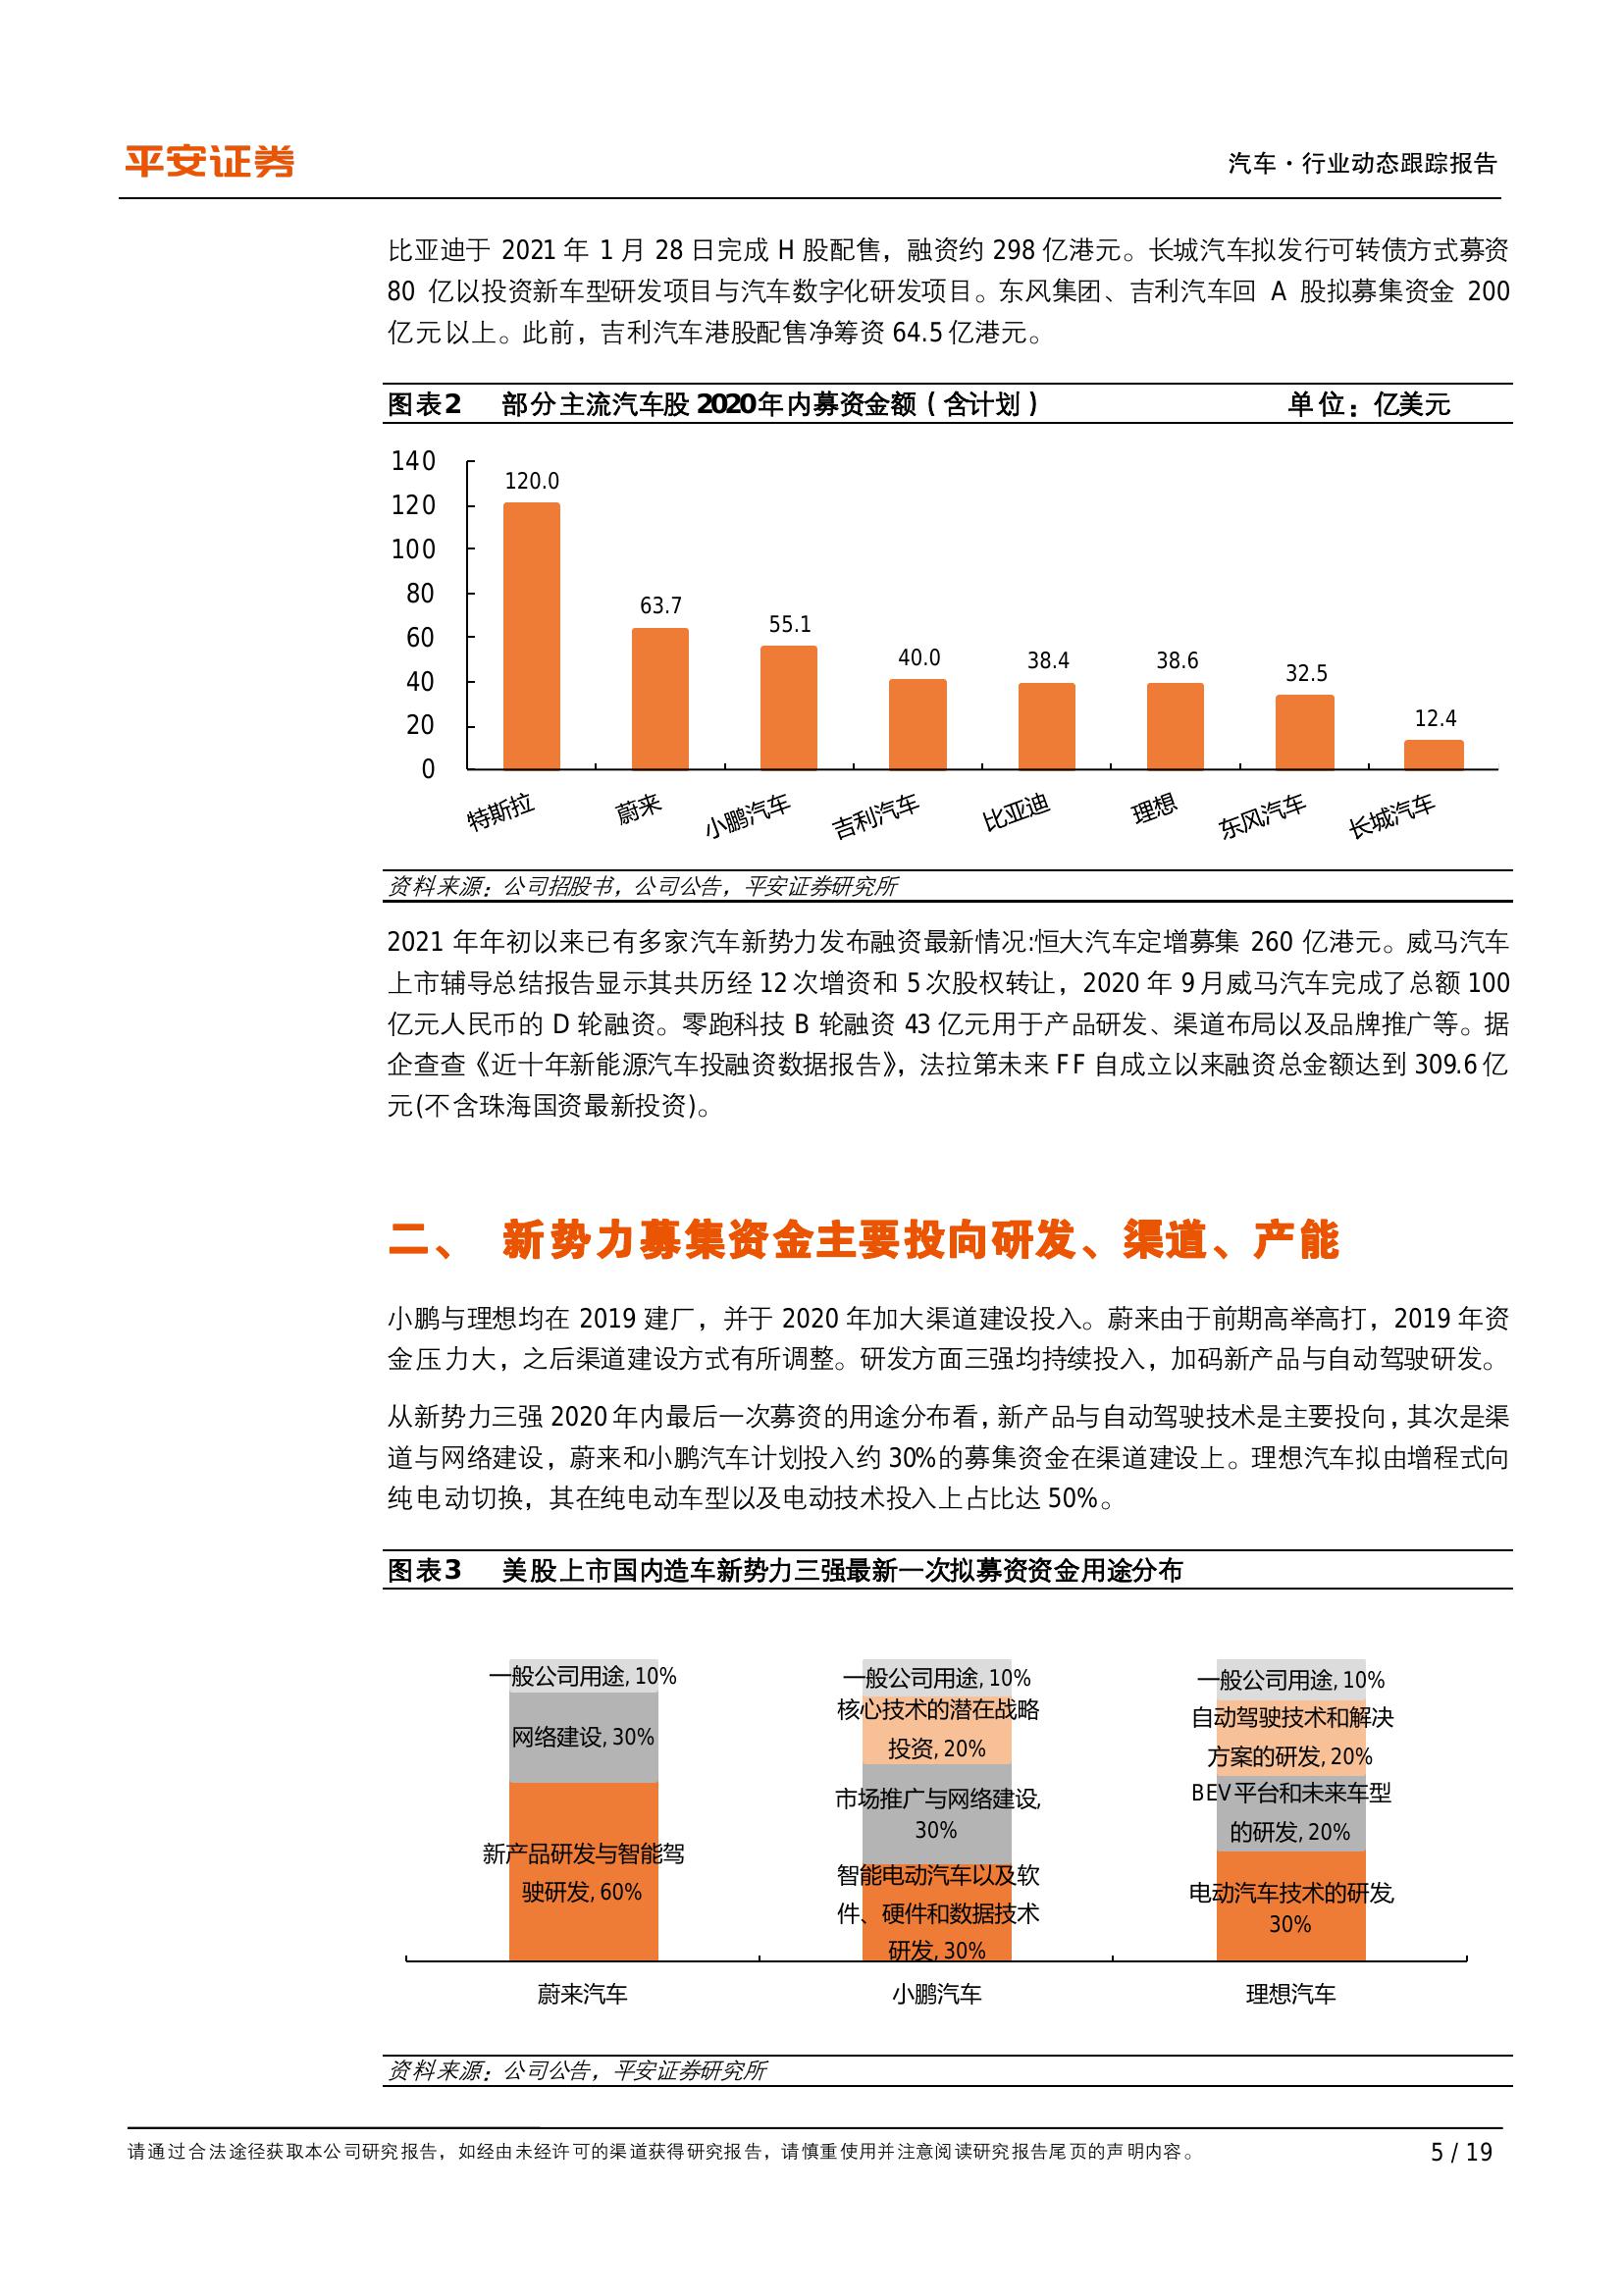 平安证券
汽车·行业动态跟踪报告
比亚迪于 2021 年 1 月 28 日完成 H 股配售，融资约 298 亿港元。长城汽车拟发行可转债方式募资
80 亿以投资新车型研发项目与汽车数字化研发项目。东风集团、吉利汽车回 A 股拟募集资金 200
亿元以上。此前，吉利汽车港股配售净筹资 64.5 亿港元。
图表2 部分主流汽车股 2020年内募资金额（含计划） 单位：亿美元
140
120
100
80
60
40
20
0
120.0
63.7
55.1
40.0
38.4
38.6
32.5
12.4
特斯拉
蔚来
小鹏汽车
吉利汽车
比亚迪
理想
东风汽车
长城汽车
资料来源：公司招股书，公司公告，平安证券研究所
2021 年年初以来已有多家汽车新势力发布融资最新情况:恒大汽车定增募集 260 亿港元。威马汽车
上市辅导总结报告显示其共历经 12 次增资和 5 次股权转让，2020 年 9 月威马汽车完成了总额 100
亿元人民币的 D 轮融资。零跑科技 B 轮融资 43 亿元用于产品研发、渠道布局以及品牌推广等。据
企查查《近十年新能源汽车投融资数据报告》，法拉第未来 FF 自成立以来融资总金额达到 309.6 亿
元(不含珠海国资最新投资)。
二、 新势力募集资金主要投向研发、渠道、产能
小鹏与理想均在 2019 建厂，并于 2020 年加大渠道建设投入。蔚来由于前期高举高打，2019 年资
金压力大，之后渠道建设方式有所调整。研发方面三强均持续投入，加码新产品与自动驾驶研发。
从新势力三强 2020 年内最后一次募资的用途分布看，新产品与自动驾驶技术是主要投向，其次是渠
道与网络建设，蔚来和小鹏汽车计划投入约 30%的募集资金在渠道建设上。理想汽车拟由增程式向
纯电动切换，其在纯电动车型以及电动技术投入上占比达 50%。
图表3 美股上市国内造车新势力三强最新一次拟募资资金用途分布
一般公司用途, 10%
网络建设, 30%
新产品研发与智能驾
驶研发, 60%
蔚来汽车
一般公司用途, 10%
核心技术的潜在战略
投资, 20%
市场推广与网络建设,
30%
智能电动汽车以及软
件、硬件和数据技术
研发, 30%
小鹏汽车
一般公司用途, 10%
自动驾驶技术和解决
方案的研发, 20%
BEV平台和未来车型
的研发, 20%
电动汽车技术的研发,
30%
理想汽车
资料来源：公司公告，平安证券研究所
请通过合法途径获取本公司研究报告，如经由未经许可的渠道获得研究报告，请慎重使用并注意阅读研究报告尾页的声明内容。
5 / 19